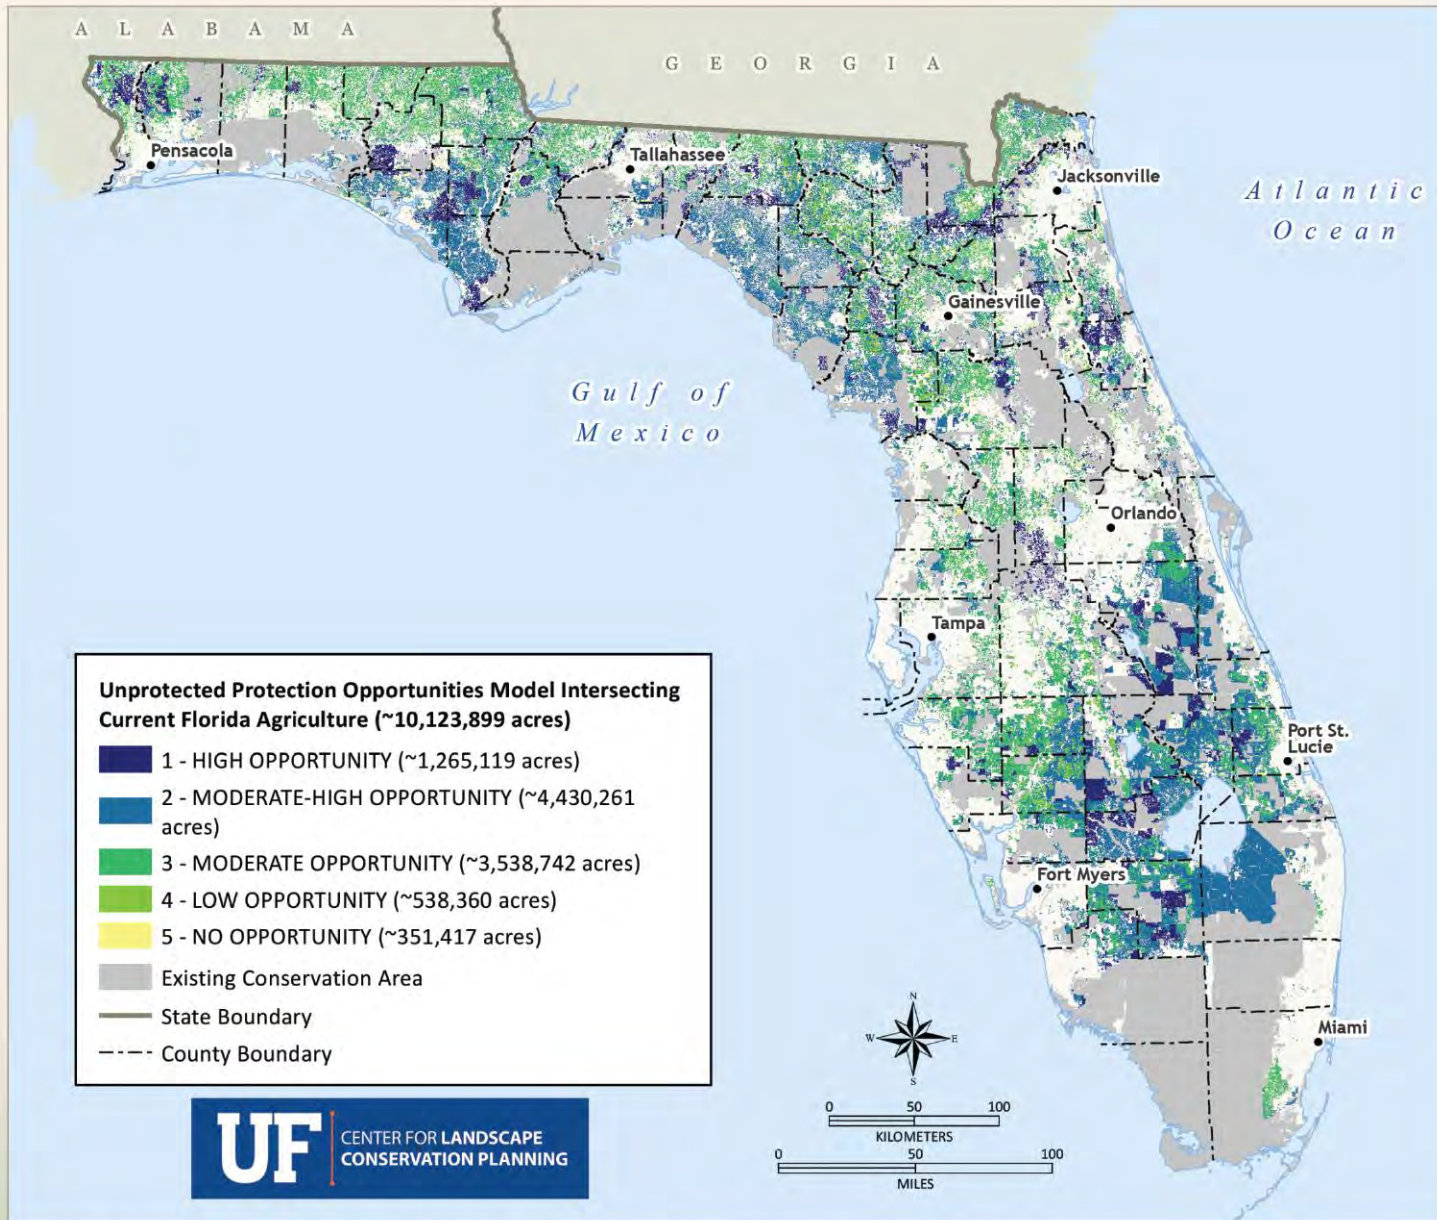 A L A B A M A
G E O R G I A
Pensacola
Tallahassee
Jacksonville
Atlantic
Ocean
Gainesville
Gulf of
Mexico
Orlando
Tampa
Port St.
Lucie
Fort Myers
Miami
Unprotected Protection Opportunities Model Intersecting
Current Florida Agriculture (~10,123,899 acres)
1 - HIGH OPPORTUNITY (~1,265,119 acres)
2 - MODERATE-HIGH OPPORTUNITY (~4,430,261
acres)
3 - MODERATE OPPORTUNITY (~3,538,742 acres)
4 - LOW OPPORTUNITY (~538,360 acres)
5 - NO OPPORTUNITY (~351,417 acres)
Existing Conservation Area
State Boundary
County Boundary
N
W E
S
0 50 100
KILOMETERS
0 50 100
MILES
UF
CENTER FOR LANDSCAPE
CONSERVATION PLANNING